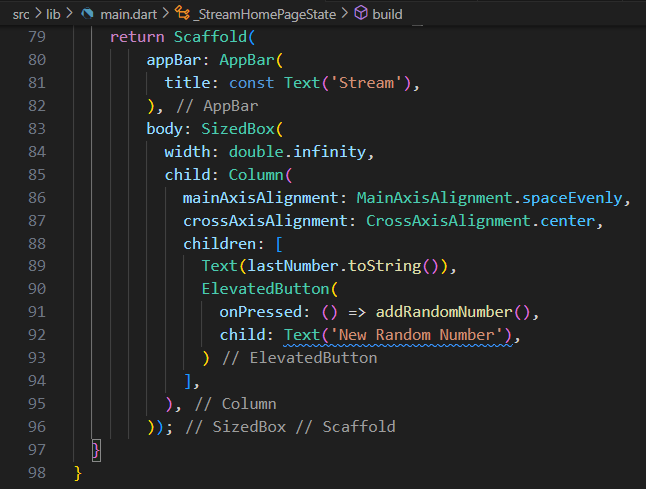 src > lib > main.dart > _StreamHomePageState > build
79 return Scaffold(
80 appBar: AppBar(
81 title: const Text('Stream'),
82 ), // AppBar
83 body: SizedBox(
84 width: double.infinity,
85 child: Column(
86 mainAxisAlignment: MainAxisAlignment.spaceEvenly,
87 crossAxisAlignment: CrossAxisAlignment.center,
88 children: [
89 Text(lastNumber.toString()),
90 ElevatedButton(
91 onPressed: () => addRandomNumber(),
92 child: Text('New Random Number'),
93 ) // ElevatedButton
94 ],
95 ), // Column
96 )); // SizedBox // Scaffold
97 }
98 }